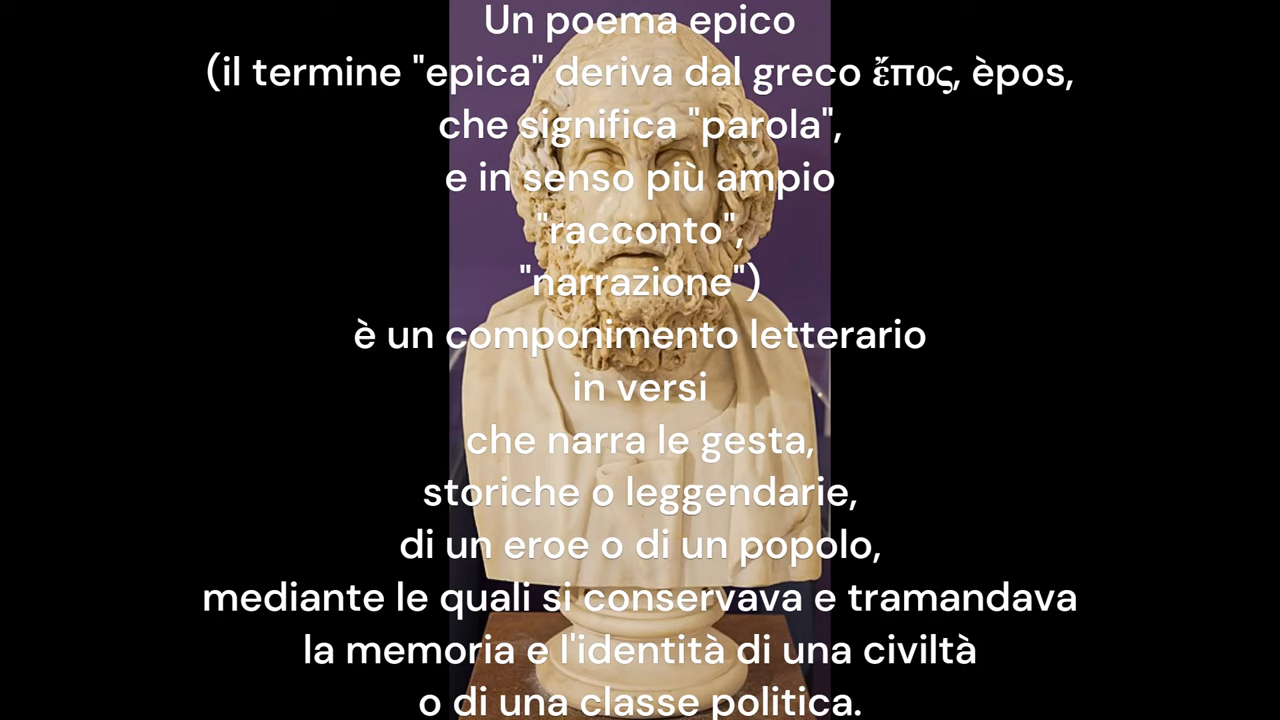 Un poema epico
(il termine "epica" deriva dal greco ἔπος, èpos,
che significa "parola",
e in senso più ampio
"racconto",
"narrazione")
è un componimento letterario
in versi
che narra le gesta,
storiche o leggendarie,
di un eroe o di un popolo,
mediante le quali si conservava e tramandava
la memoria e l'identità di una civiltà
o di una classe politica.